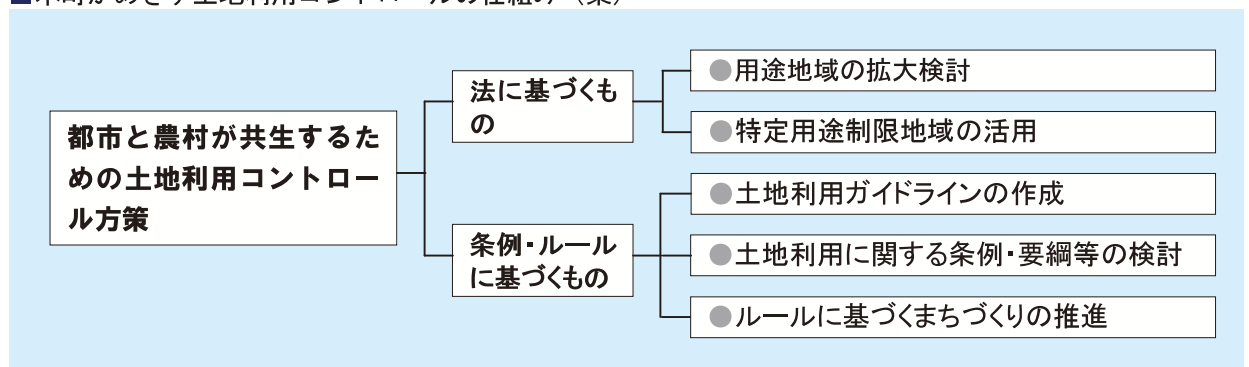 都市と農村が共生するた
めの土地利用コントロー
ル方策
法に基づくも
の
●用途地域の拡大検討
●特定用途制限地域の活用
条例・ルール
に基づくもの
●土地利用ガイドラインの作成
●土地利用に関する条例・要綱等の検討
●ルールに基づくまちづくりの推進